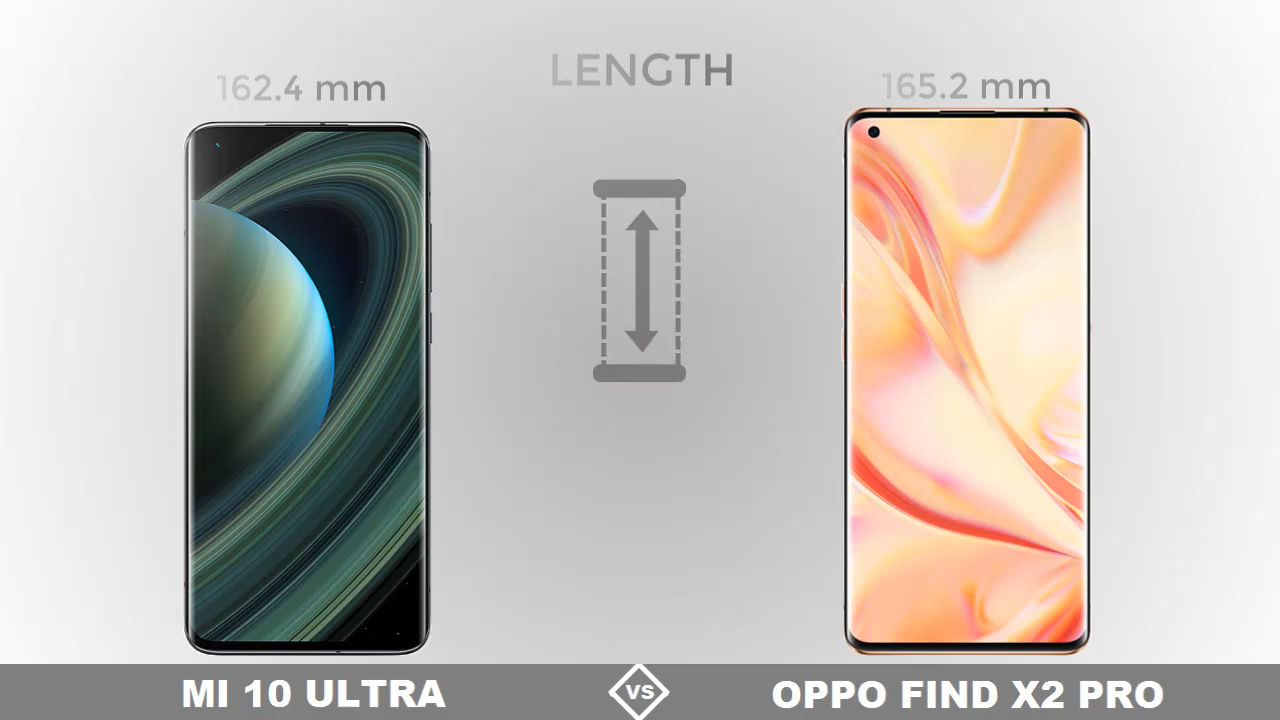 LENGTH
162.4 mm
165.2 mm
MI 10 ULTRA
VS
OPPO FIND X2 PRO